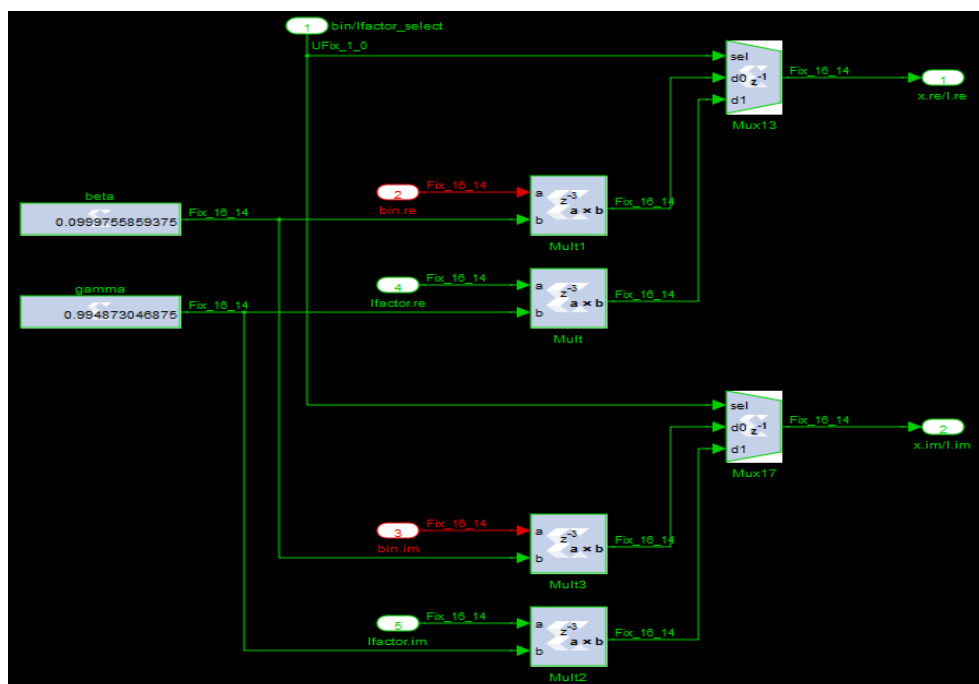 1
bin/lfactor_select
UFix_1_0
sel
d0
z-1
d1
Mux13
Fix_16_14
1
x.re/l.re
beta
0.0999755859375
Fix_16_14
2
bin.re
Fix_16_14
a
b
z-3
a × b
Mult1
Fix_16_14
gamma
0.994873046875
Fix_16_14
4
lfactor.re
Fix_16_14
a
b
z-3
a × b
Mult
Fix_16_14
sel
d0
z-1
d1
Mux17
Fix_16_14
2
x.im/l.im
3
bin.im
Fix_16_14
a
b
z-3
a × b
Mult3
Fix_16_14
5
lfactor.im
Fix_16_14
a
b
z-3
a × b
Mult2
Fix_16_14